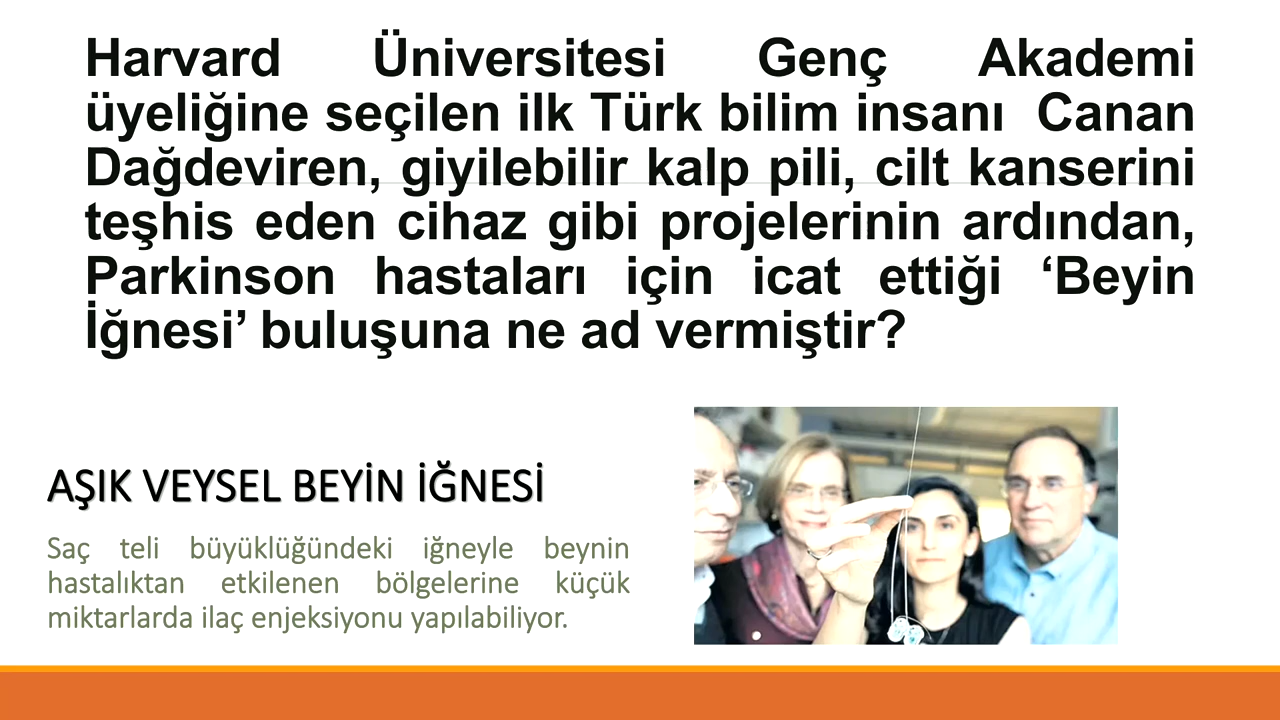 Harvard Üniversitesi Genç Akademi
üyeliğine seçilen ilk Türk bilim insanı Canan
Dağdeviren, giyilebilir kalp pili, cilt kanserini
teşhis eden cihaz gibi projelerinin ardından,
Parkinson hastaları için icat ettiği ‘Beyin
İğnesi’ buluşuna ne ad vermiştir?
AŞIK VEYSEL BEYİN İĞNESİ
Saç teli büyüklüğündeki iğneyle beynin
hastalıktan etkilenen bölgelerine küçük
miktarlarda ilaç enjeksiyonu yapılabiliyor.